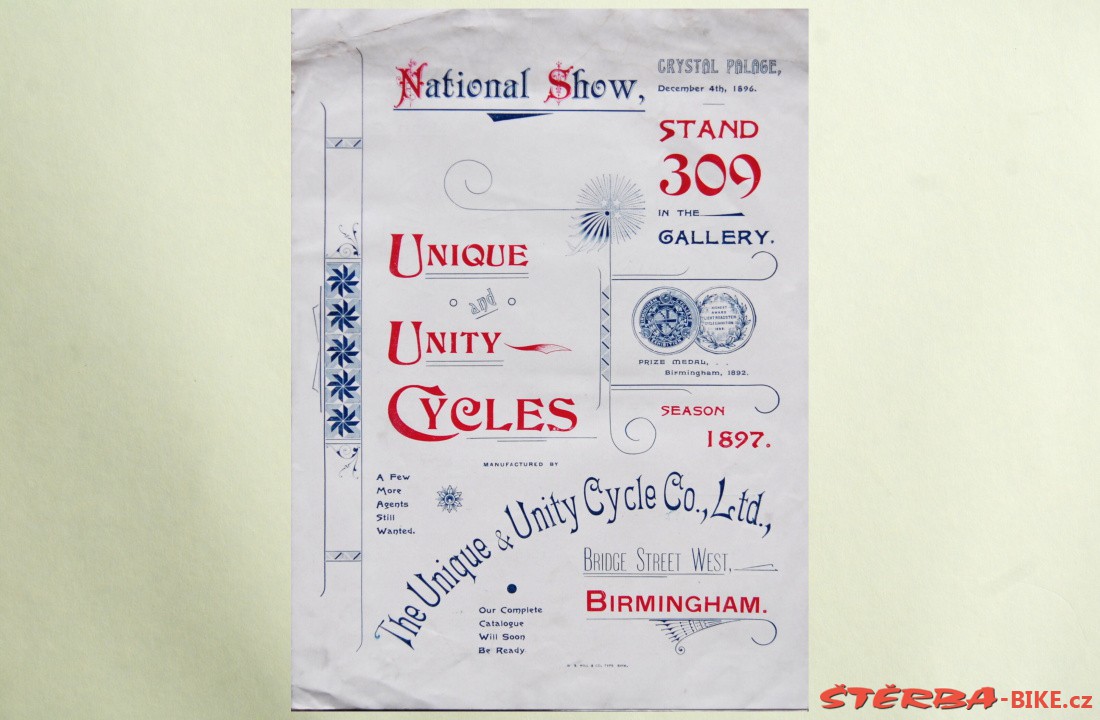 National Show,
CRYSTAL PALACE,
December 4th, 1896.
STAND
309
IN THE
GALLERY.
UNIQUE
and
UNITY
CYCLES
PRIZE MEDAL, . .
Birmingham, 1892.
SEASON
1897.
MANUFACTURED BY
A Few
More
Agents
Still
Wanted.
The Unique & Unity Cycle Co., Ltd.,
BRIDGE STREET WEST,
BIRMINGHAM.
Our Complete
Catalogue
Will Soon
Be Ready
ŠTĚRBA-BIKE.cz